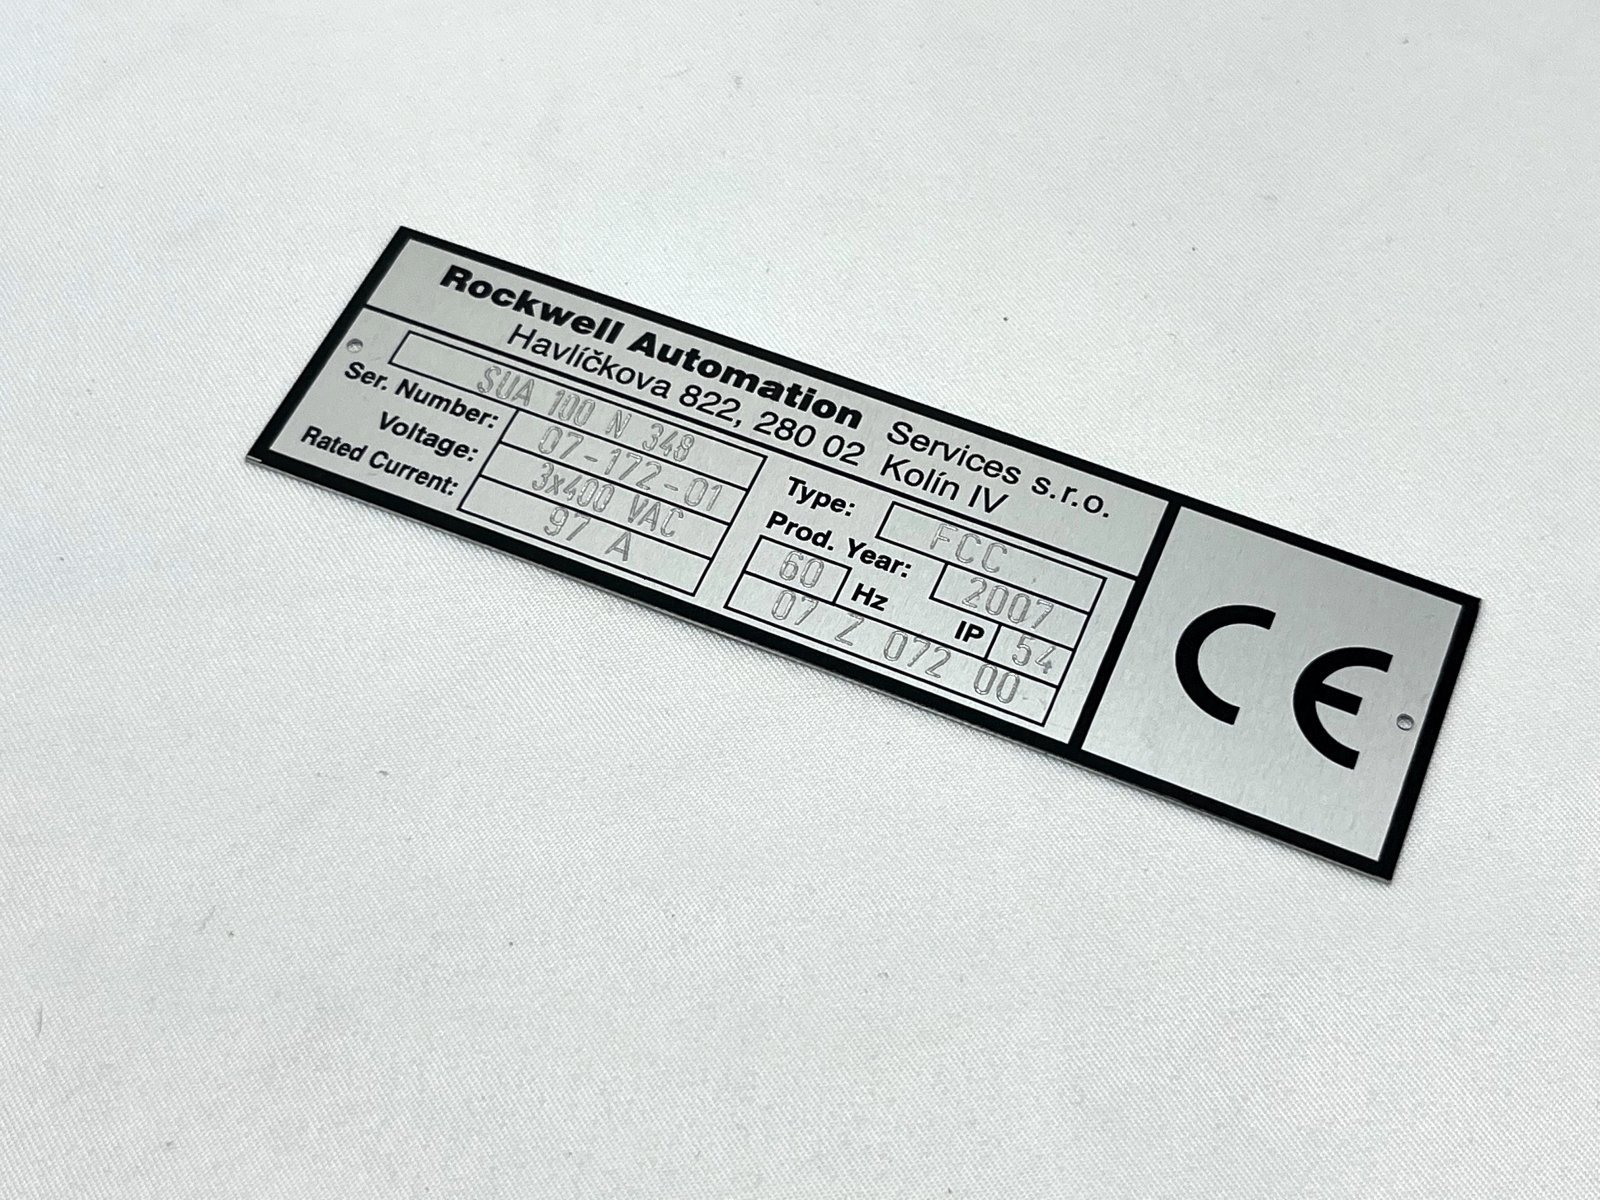 Rockwell Automation Services s.r.o.
Havlíčkova 822, 280 02 Kolín IV
SUA 100 N 348 Type: FCC
Ser. Number: 07-172-01 Prod. Year: 2007
Voltage: 3x400 VAC 60 Hz IP 54
Rated Current: 97 A 07 Z 072 00
CE